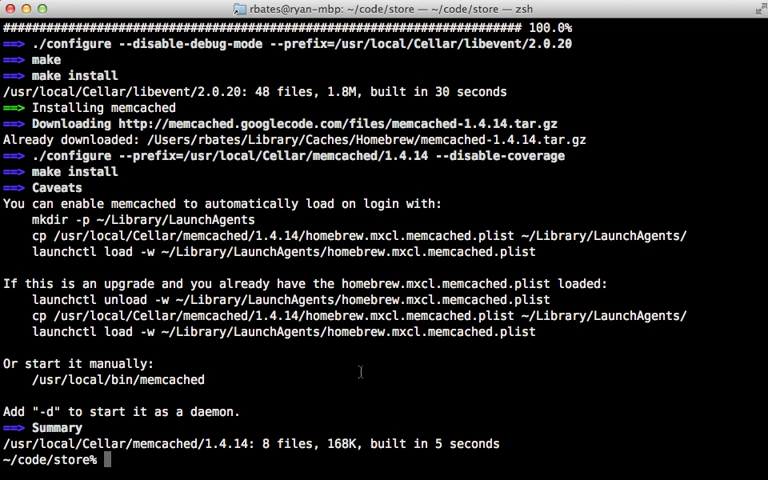 rbates@ryan-mbp: ~/code/store — ~/code/store — zsh
######################################################################## 100.0%
==> ./configure --disable-debug-mode --prefix=/usr/local/Cellar/libevent/2.0.20
==> make
==> make install
/usr/local/Cellar/libevent/2.0.20: 48 files, 1.8M, built in 30 seconds
==> Installing memcached
==> Downloading http://memcached.googlecode.com/files/memcached-1.4.14.tar.gz
Already downloaded: /Users/rbates/Library/Caches/Homebrew/memcached-1.4.14.tar.gz
==> ./configure --prefix=/usr/local/Cellar/memcached/1.4.14 --disable-coverage
==> make install
==> Caveats
You can enable memcached to automatically load on login with:
    mkdir -p ~/Library/LaunchAgents
    cp /usr/local/Cellar/memcached/1.4.14/homebrew.mxcl.memcached.plist ~/Library/LaunchAgents/
    launchctl load -w ~/Library/LaunchAgents/homebrew.mxcl.memcached.plist
If this is an upgrade and you already have the homebrew.mxcl.memcached.plist loaded:
    launchctl unload -w ~/Library/LaunchAgents/homebrew.mxcl.memcached.plist
    cp /usr/local/Cellar/memcached/1.4.14/homebrew.mxcl.memcached.plist ~/Library/LaunchAgents/
    launchctl load -w ~/Library/LaunchAgents/homebrew.mxcl.memcached.plist
Or start it manually:
    /usr/local/bin/memcached
Add "-d" to start it as a daemon.
==> Summary
/usr/local/Cellar/memcached/1.4.14: 8 files, 168K, built in 5 seconds
~/code/store%